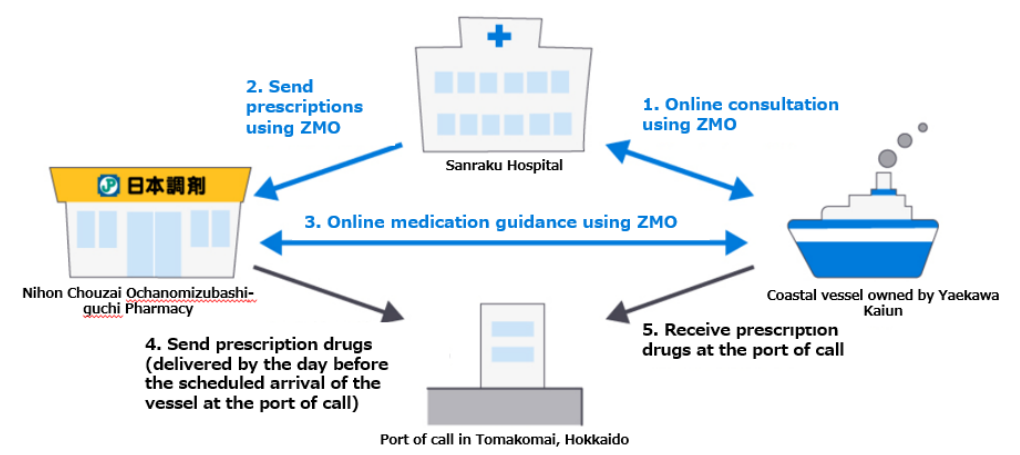 2. Send
prescriptions
using ZMO
1. Online consultation
using ZMO
Sanraku Hospital
JP 日本調剤
3. Online medication guidance using ZMO
Nihon Chouzai Ochanomizubashi-
guchi Pharmacy
Coastal vessel owned by Yaekawa
Kaiun
4. Send prescription drugs
(delivered by the day before
the scheduled arrival of the
vessel at the port of call)
5. Receive prescription
drugs at the port of call
Port of call in Tomakomai, Hokkaido